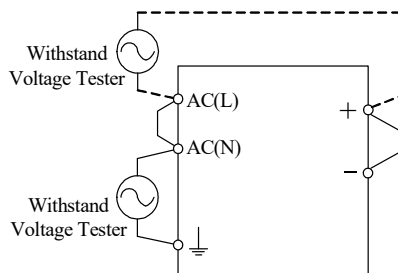 Withstand
Voltage Tester
AC(L)
+
AC(N)
−
Withstand
Voltage Tester